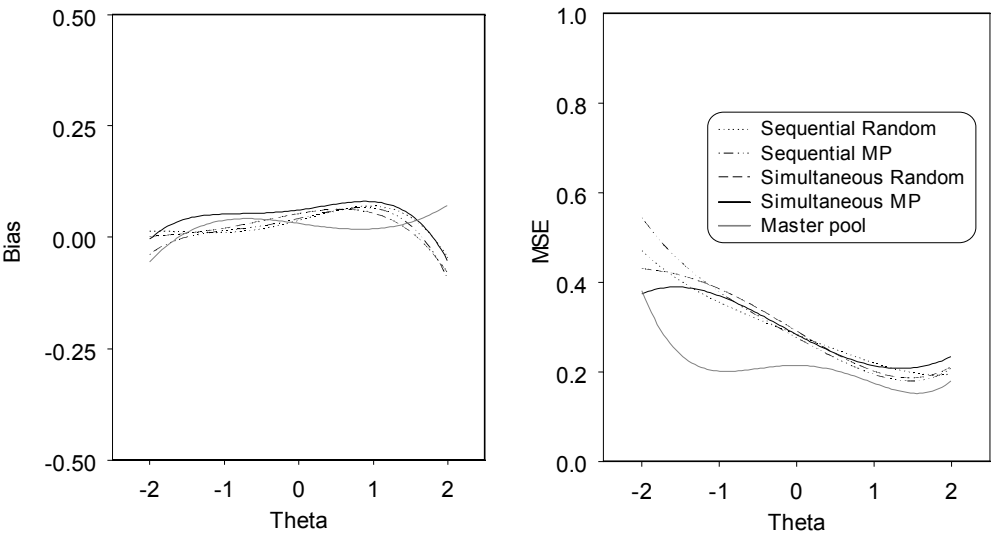 0.50
0.25
0.00
-0.25
-0.50
Bias
-2 -1 0 1 2
Theta
1.0
0.8
0.6
0.4
0.2
0.0
MSE
Sequential Random
Sequential MP
Simultaneous Random
Simultaneous MP
Master pool
-2 -1 0 1 2
Theta